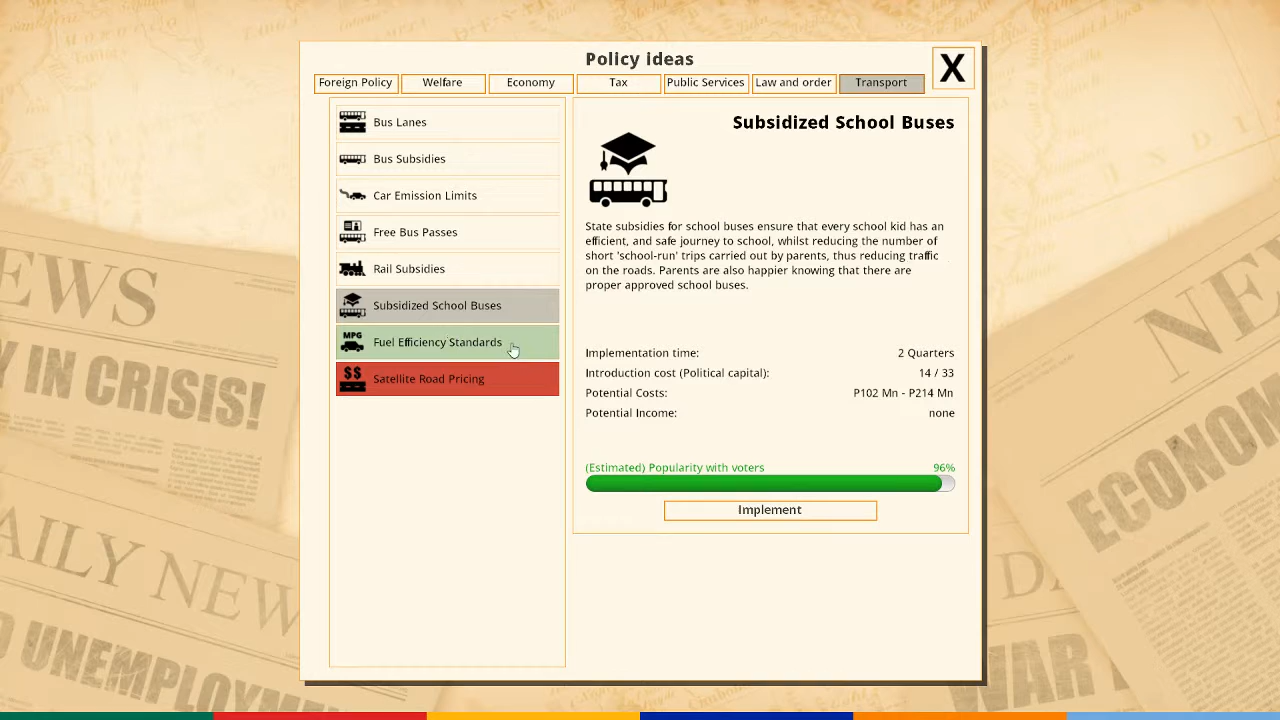 Policy ideas
X
Foreign Policy
Welfare
Economy
Tax
Public Services
Law and order
Transport
Bus Lanes
Bus Subsidies
Car Emission Limits
Free Bus Passes
Rail Subsidies
Subsidized School Buses
MPG
Fuel Efficiency Standards
$$
Satellite Road Pricing
Subsidized School Buses
State subsidies for school buses ensure that every school kid has an
efficient, and safe journey to school, whilst reducing the number of
short 'school-run' trips carried out by parents, thus reducing traffic
on the roads. Parents are also happier knowing that there are
proper approved school buses.
Implementation time: 2 Quarters
Introduction cost (Political capital): 14 / 33
Potential Costs: P102 Mn - P214 Mn
Potential Income: none
(Estimated) Popularity with voters 96%
Implement
EWS
Y IN CRISIS!
AILY NEW
D UNEMPLOYM
NE
ECONOM
DA
WAR